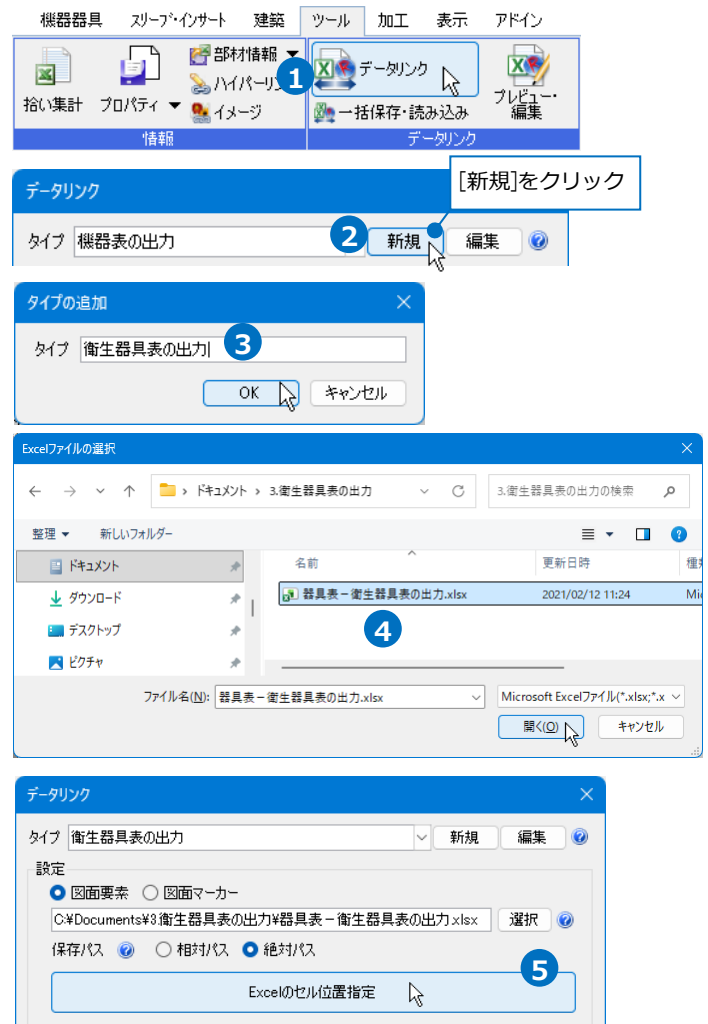 機器器具 スリーブ・インサート 建築 ツール 加工 表示 アドイン
部材情報
データリンク
ハイパーリン
拾い集計 プロパティ イメージ
一括保存・読み込み
プレビュー・
編集
情報 データリンク
1
[新規]をクリック
データリンク
タイプ 機器表の出力 2 新規 編集
タイプの追加
タイプ 衛生器具表の出力 3
OK キャンセル
Excelファイルの選択
ドキュメント › 3.衛生器具表の出力 3.衛生器具表の出力の検索
整理 新しいフォルダー
ドキュメント 名前 更新日時 種類
ダウンロード 器具表－衛生器具表の出力.xlsx 2021/02/12 11:24 Mic
デスクトップ 4
ピクチャ
ファイル名(N): 器具表－衛生器具表の出力.xlsx Microsoft Excelファイル(*.xlsx;*.x
開く(O) キャンセル
データリンク
タイプ 衛生器具表の出力 新規 編集
設定
図面要素 図面マーカー
C:¥Documents¥3.衛生器具表の出力¥器具表－衛生器具表の出力.xlsx 選択
保存パス 相対パス 絶対パス
5
Excelのセル位置指定